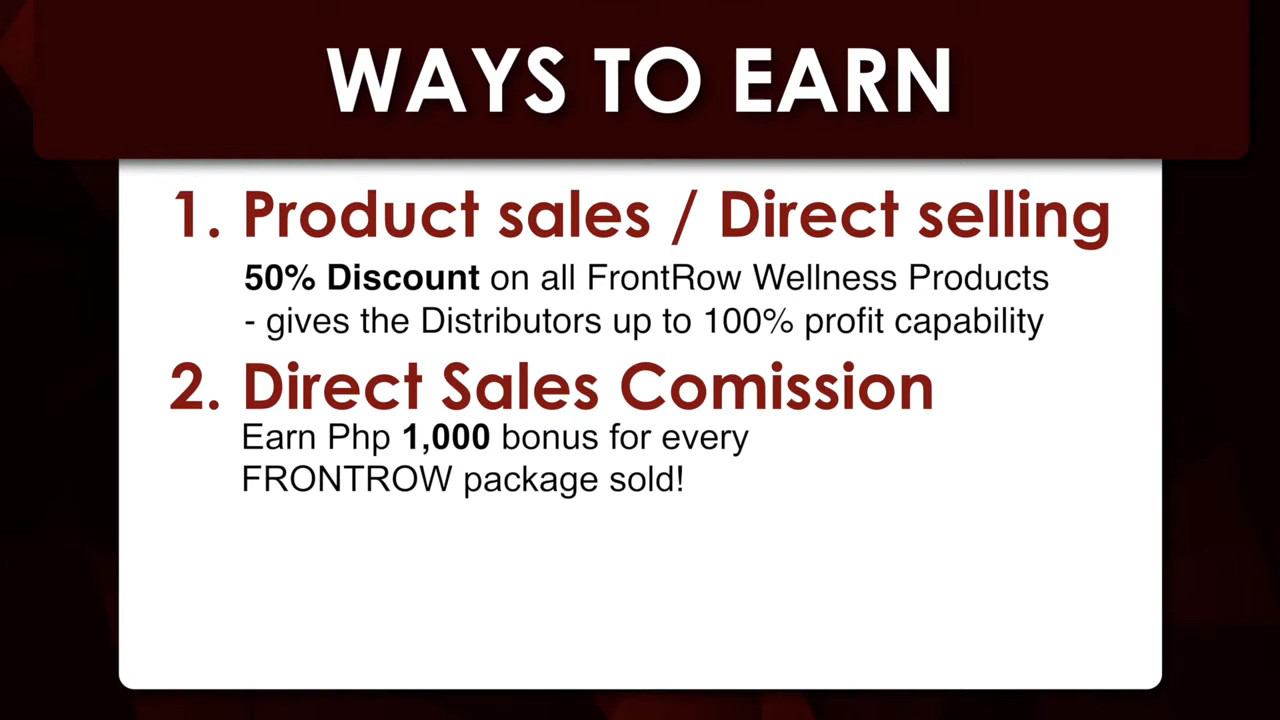 WAYS TO EARN
1. Product sales / Direct selling
50% Discount on all FrontRow Wellness Products
- gives the Distributors up to 100% profit capability
2. Direct Sales Comission
Earn Php 1,000 bonus for every
FRONTROW package sold!